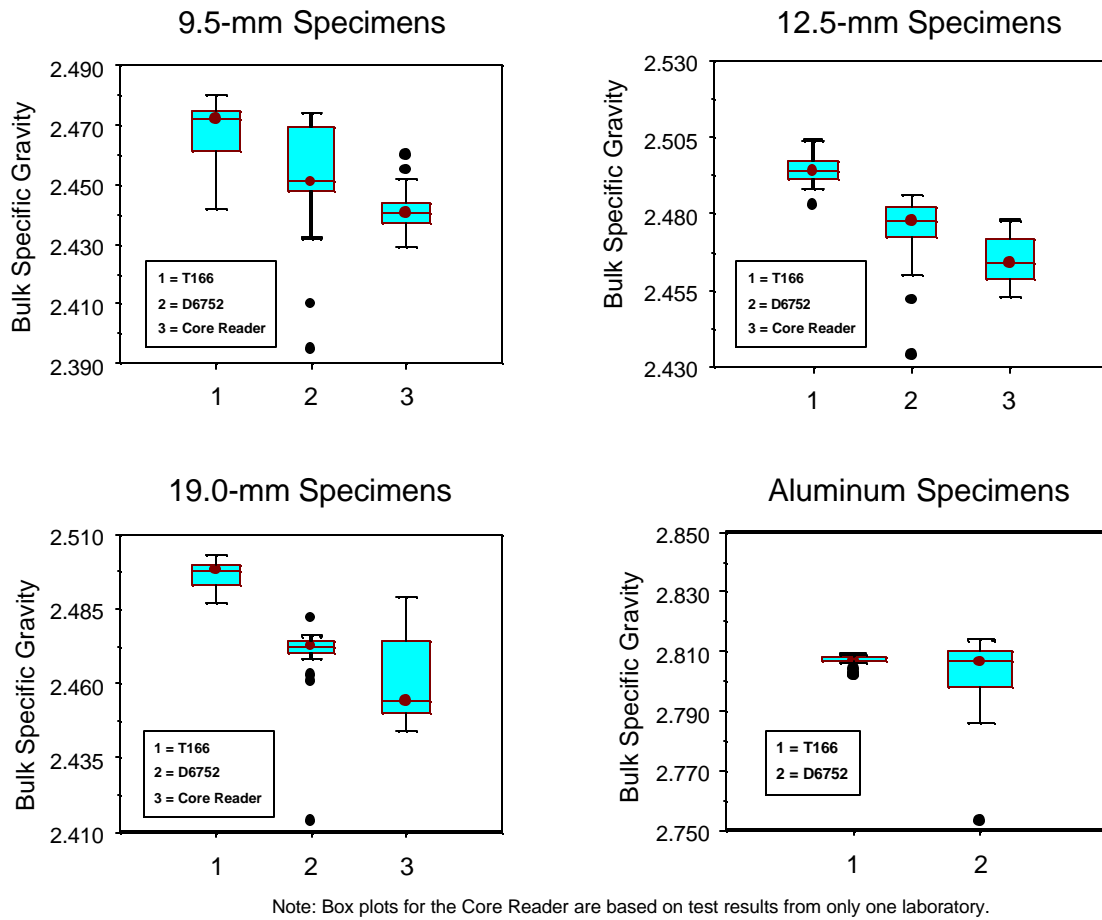 9.5-mm Specimens
Bulk Specific Gravity
2.490
2.470
2.450
2.430
2.410
2.390
1 = T166
2 = D6752
3 = Core Reader
1 2 3
12.5-mm Specimens
Bulk Specific Gravity
2.530
2.505
2.480
2.455
2.430
1 = T166
2 = D6752
3 = Core Reader
1 2 3
19.0-mm Specimens
Bulk Specific Gravity
2.510
2.485
2.460
2.435
2.410
1 = T166
2 = D6752
3 = Core Reader
1 2 3
Aluminum Specimens
Bulk Specific Gravity
2.850
2.830
2.810
2.790
2.770
2.750
1 = T166
2 = D6752
1 2
Note: Box plots for the Core Reader are based on test results from only one laboratory.